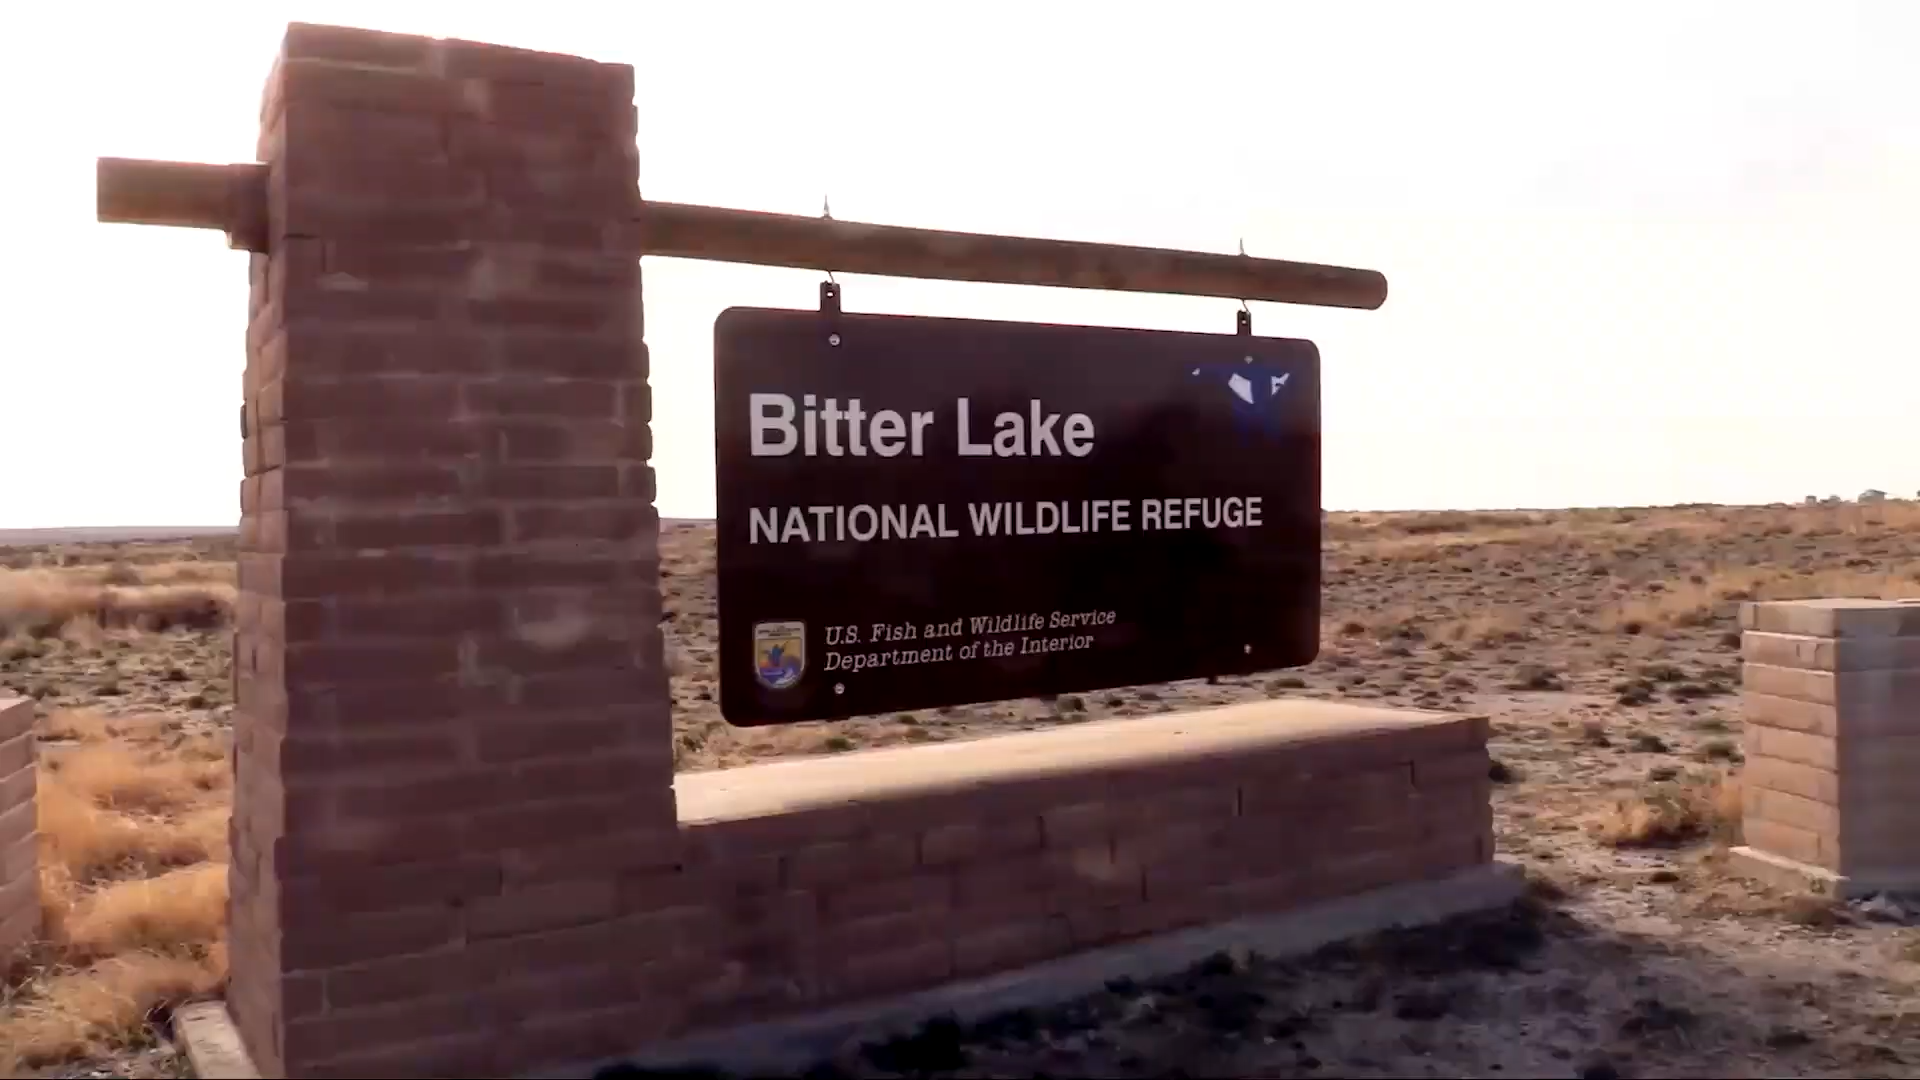 Bitter Lake
NATIONAL WILDLIFE REFUGE
U.S. Fish and Wildlife Service
Department of the Interior